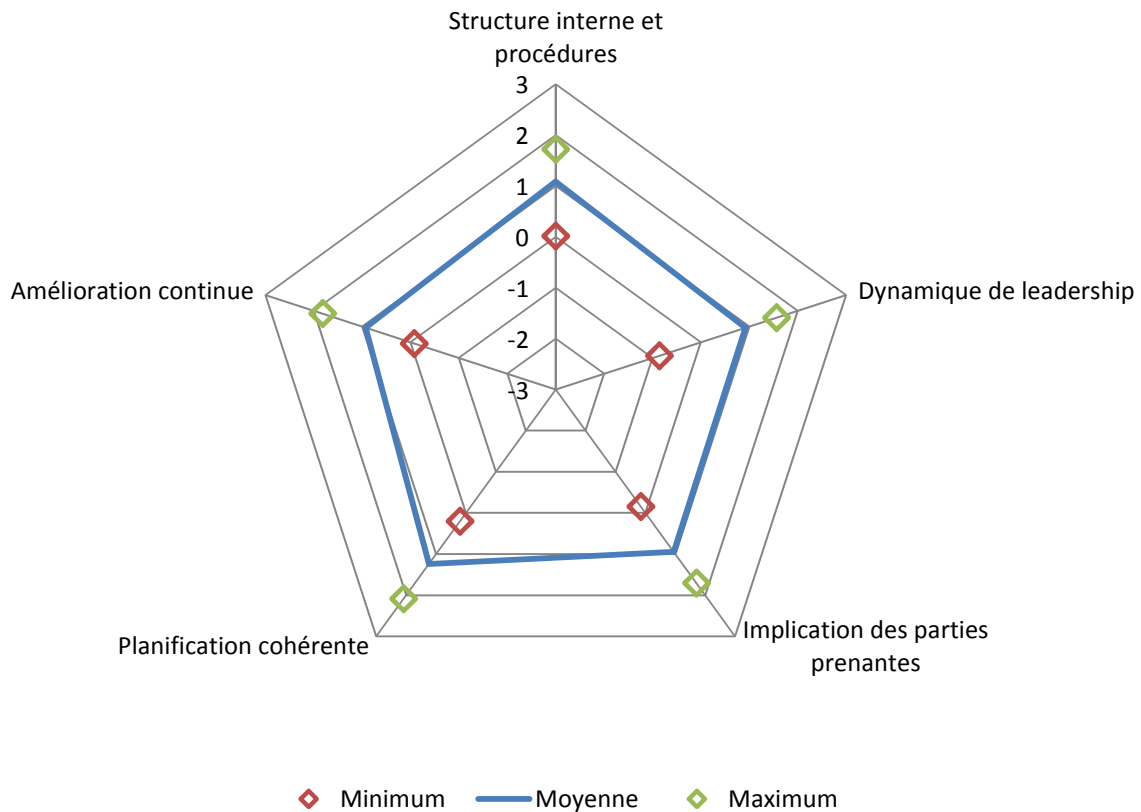 Structure interne et
procédures
3
2
1
0
-1
-2
-3
Amélioration continue
Dynamique de leadership
Planification cohérente
Implication des parties
prenantes
Minimum
Moyenne
Maximum